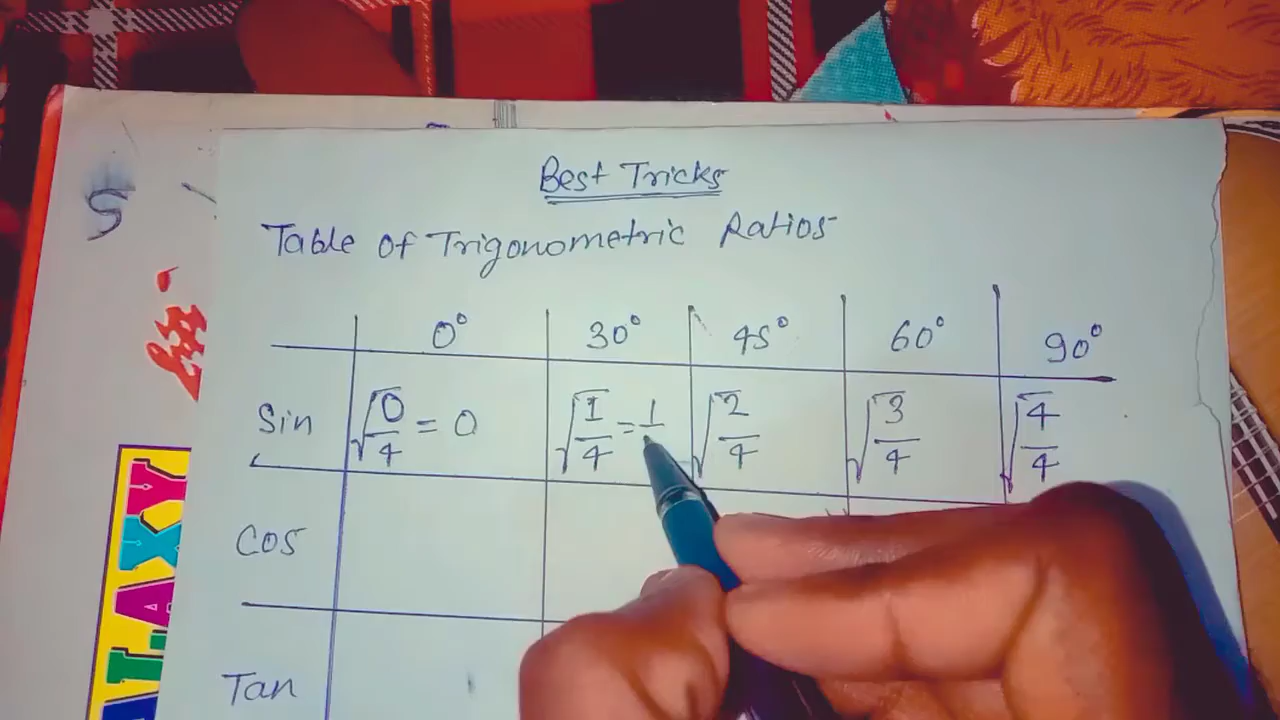 Best Tricks
Table of Trigonometric Ratios
0° 30° 45° 60° 90°
Sin √0/4 = 0 √1/4 = 1 √2/4 √3/4 √4/4
Cos
Tan
S
LAXY